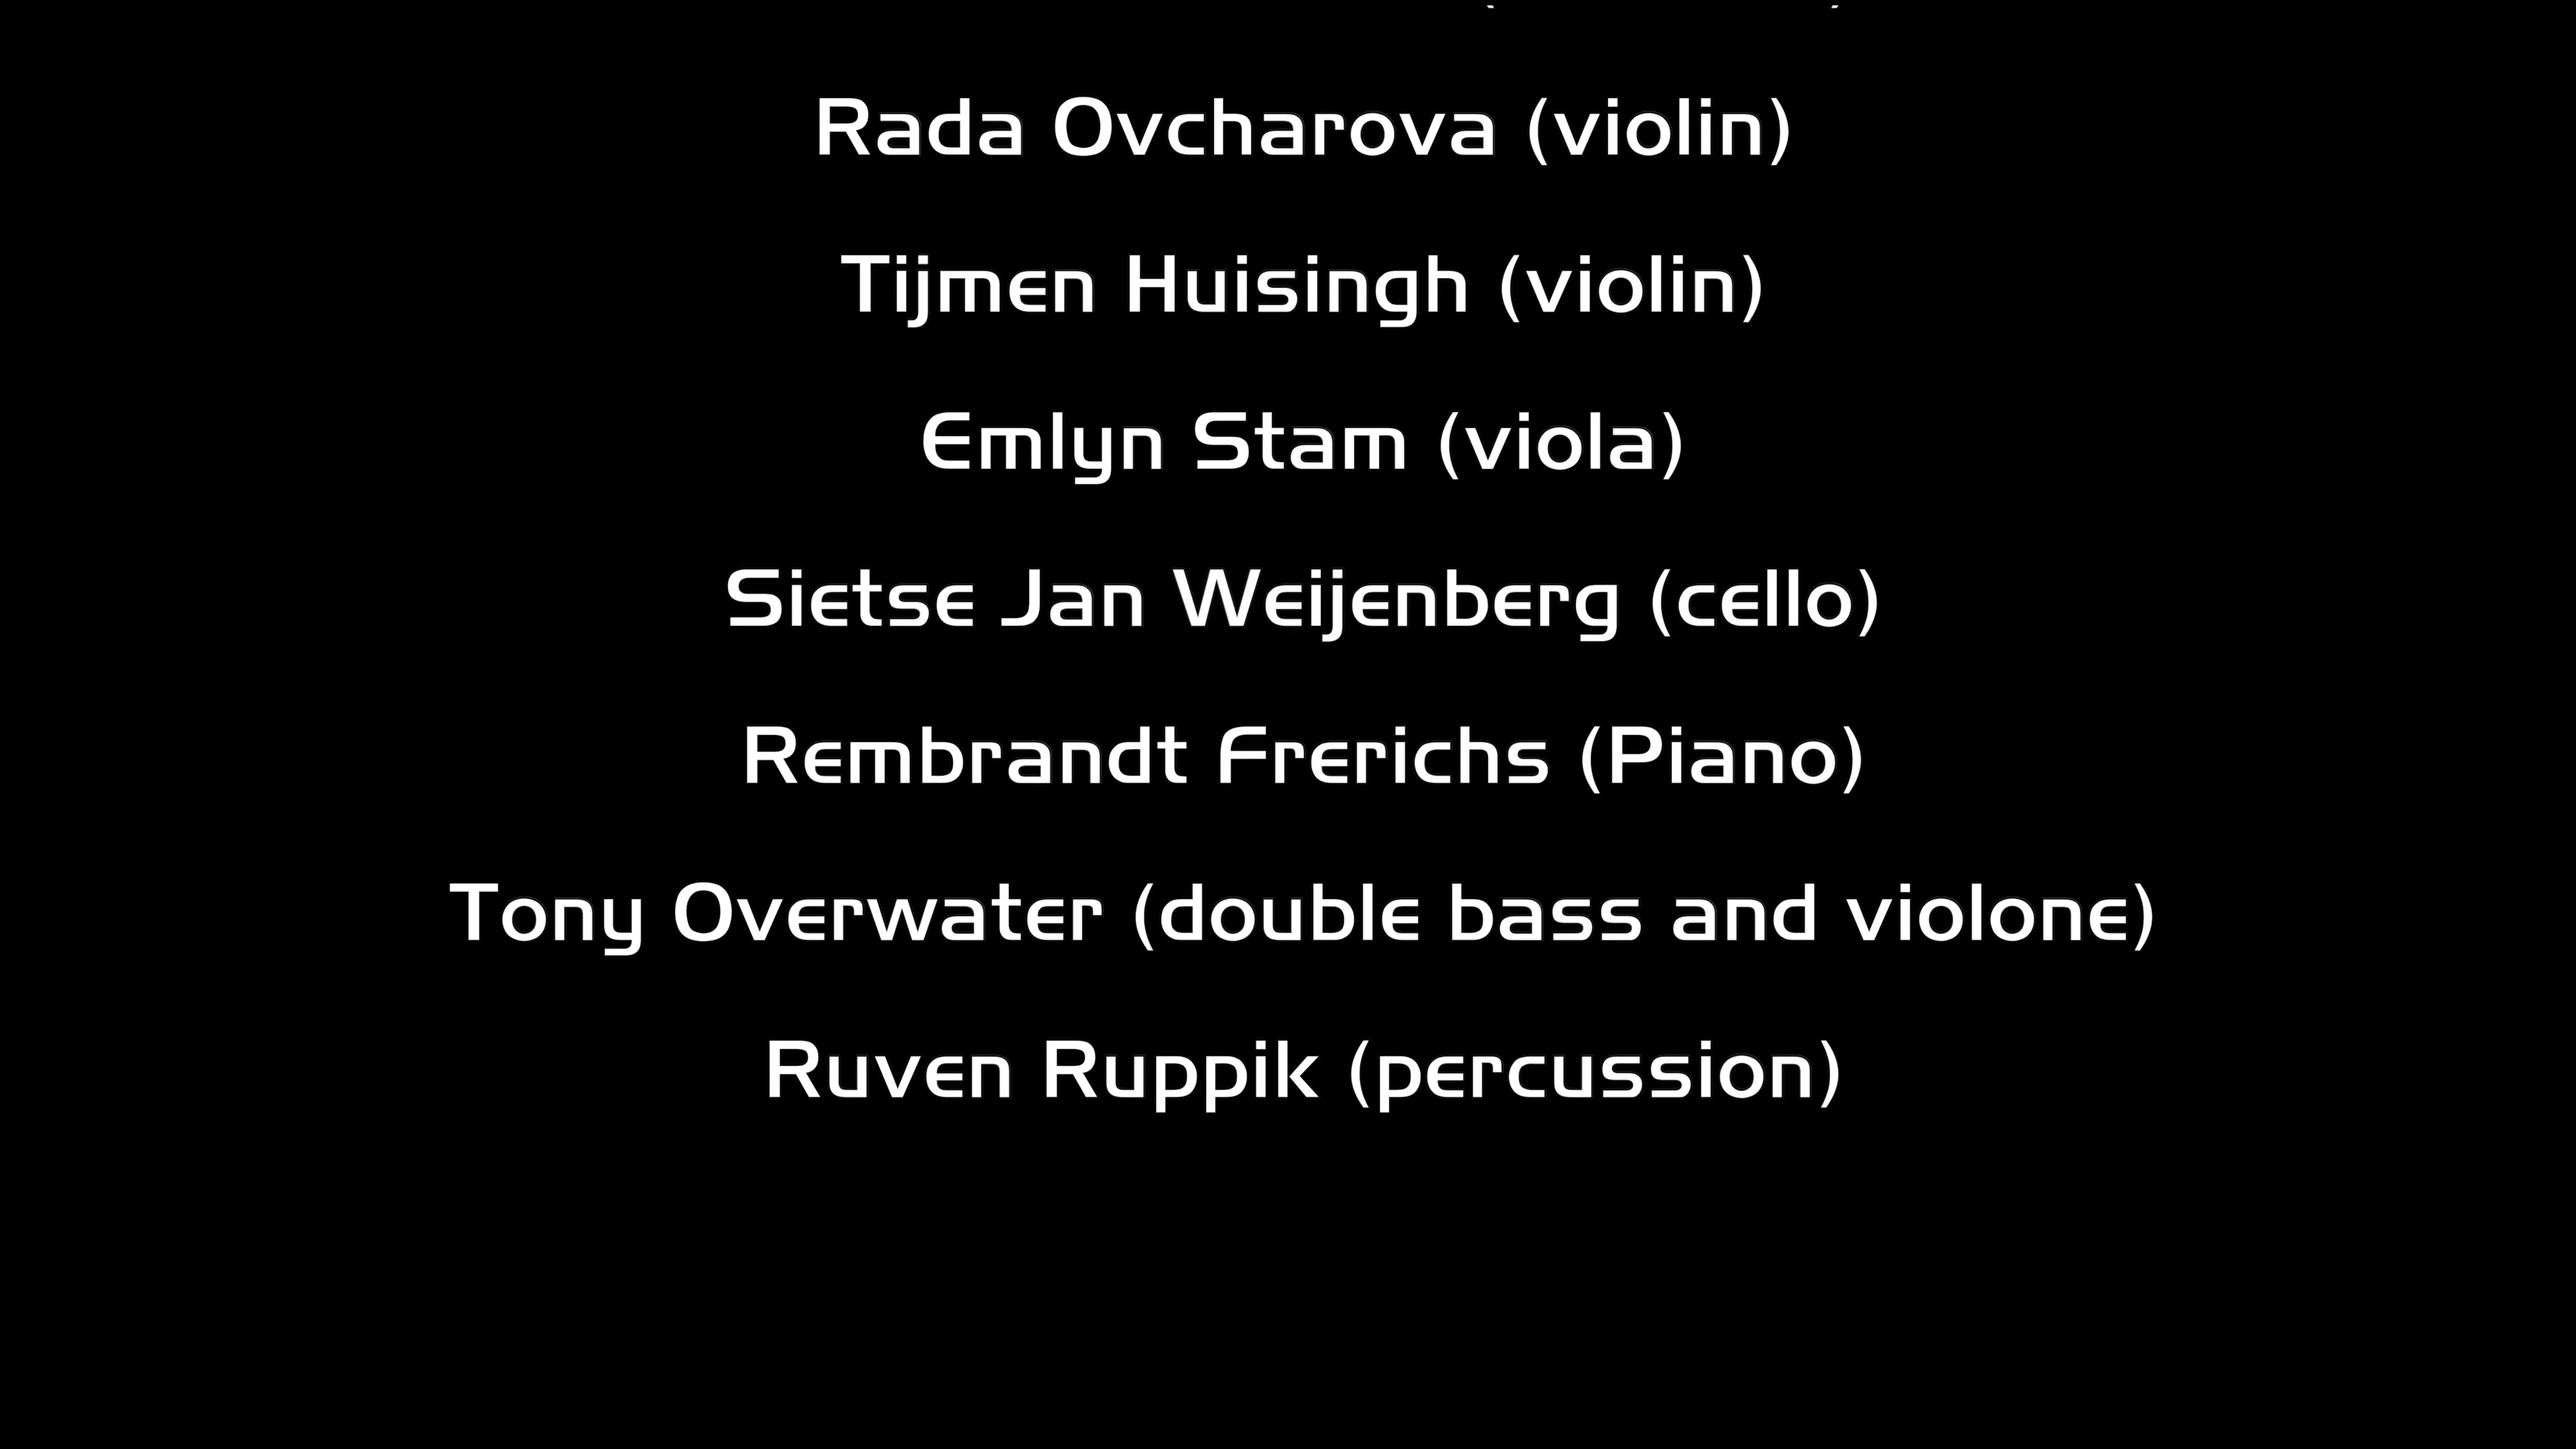 Rada Ovcharova (violin)
Tijmen Huisingh (violin)
Emlyn Stam (viola)
Sietse Jan Weijenberg (cello)
Rembrandt Frerichs (Piano)
Tony Overwater (double bass and violone)
Ruven Ruppik (percussion)